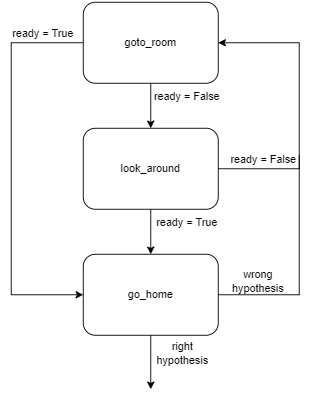 ready = True
goto_room
ready = False
look_around
ready = False
ready = True
go_home
wrong
hypothesis
right
hypothesis